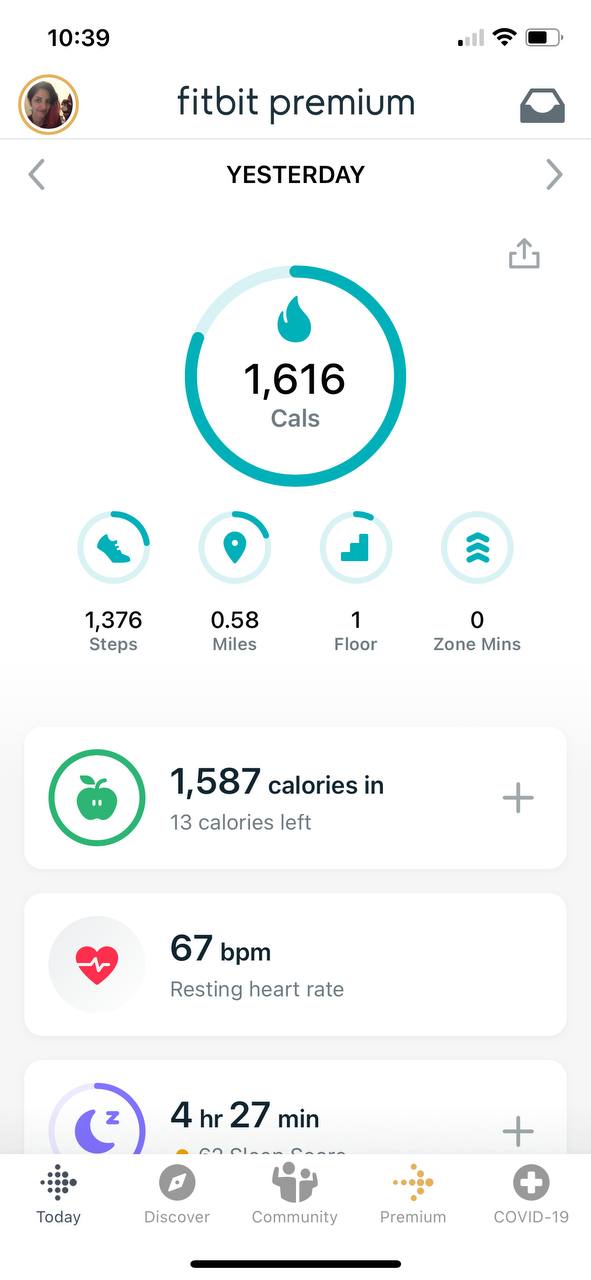 10:39
fitbit premium
YESTERDAY
1,616
Cals
1,376
Steps
0.58
Miles
1
Floor
0
Zone Mins
1,587 calories in
13 calories left
67 bpm
Resting heart rate
z
4 hr 27 min
62 Sleep Score
Today
Discover
Community
Premium
COVID-19